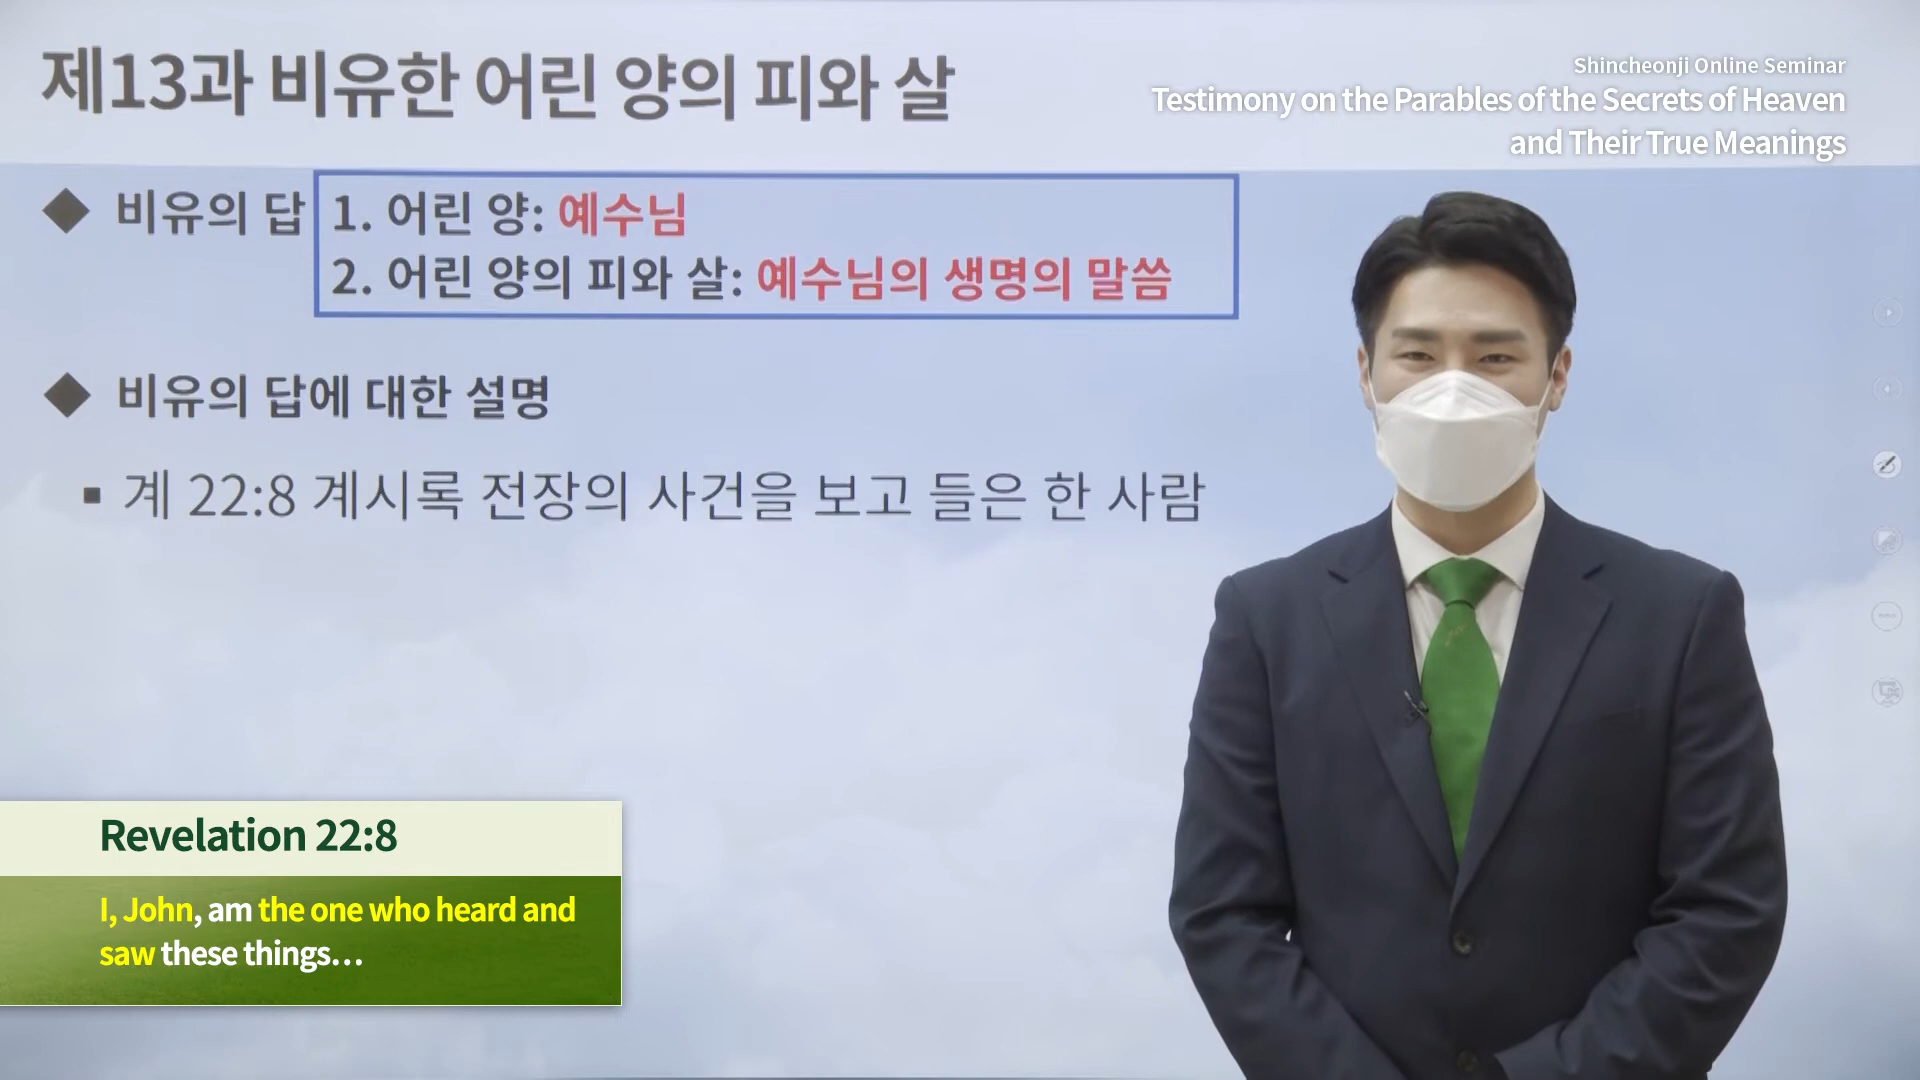 제13과 비유한 어린 양의 피와 살
Shincheonji Online Seminar
Testimony on the Parables of the Secrets of Heaven
and Their True Meanings
◆ 비유의 답
1. 어린 양: 예수님
2. 어린 양의 피와 살: 예수님의 생명의 말씀
◆ 비유의 답에 대한 설명
▪ 계 22:8 계시록 전장의 사건을 보고 들은 한 사람
Revelation 22:8
I, John, am the one who heard and
saw these things…